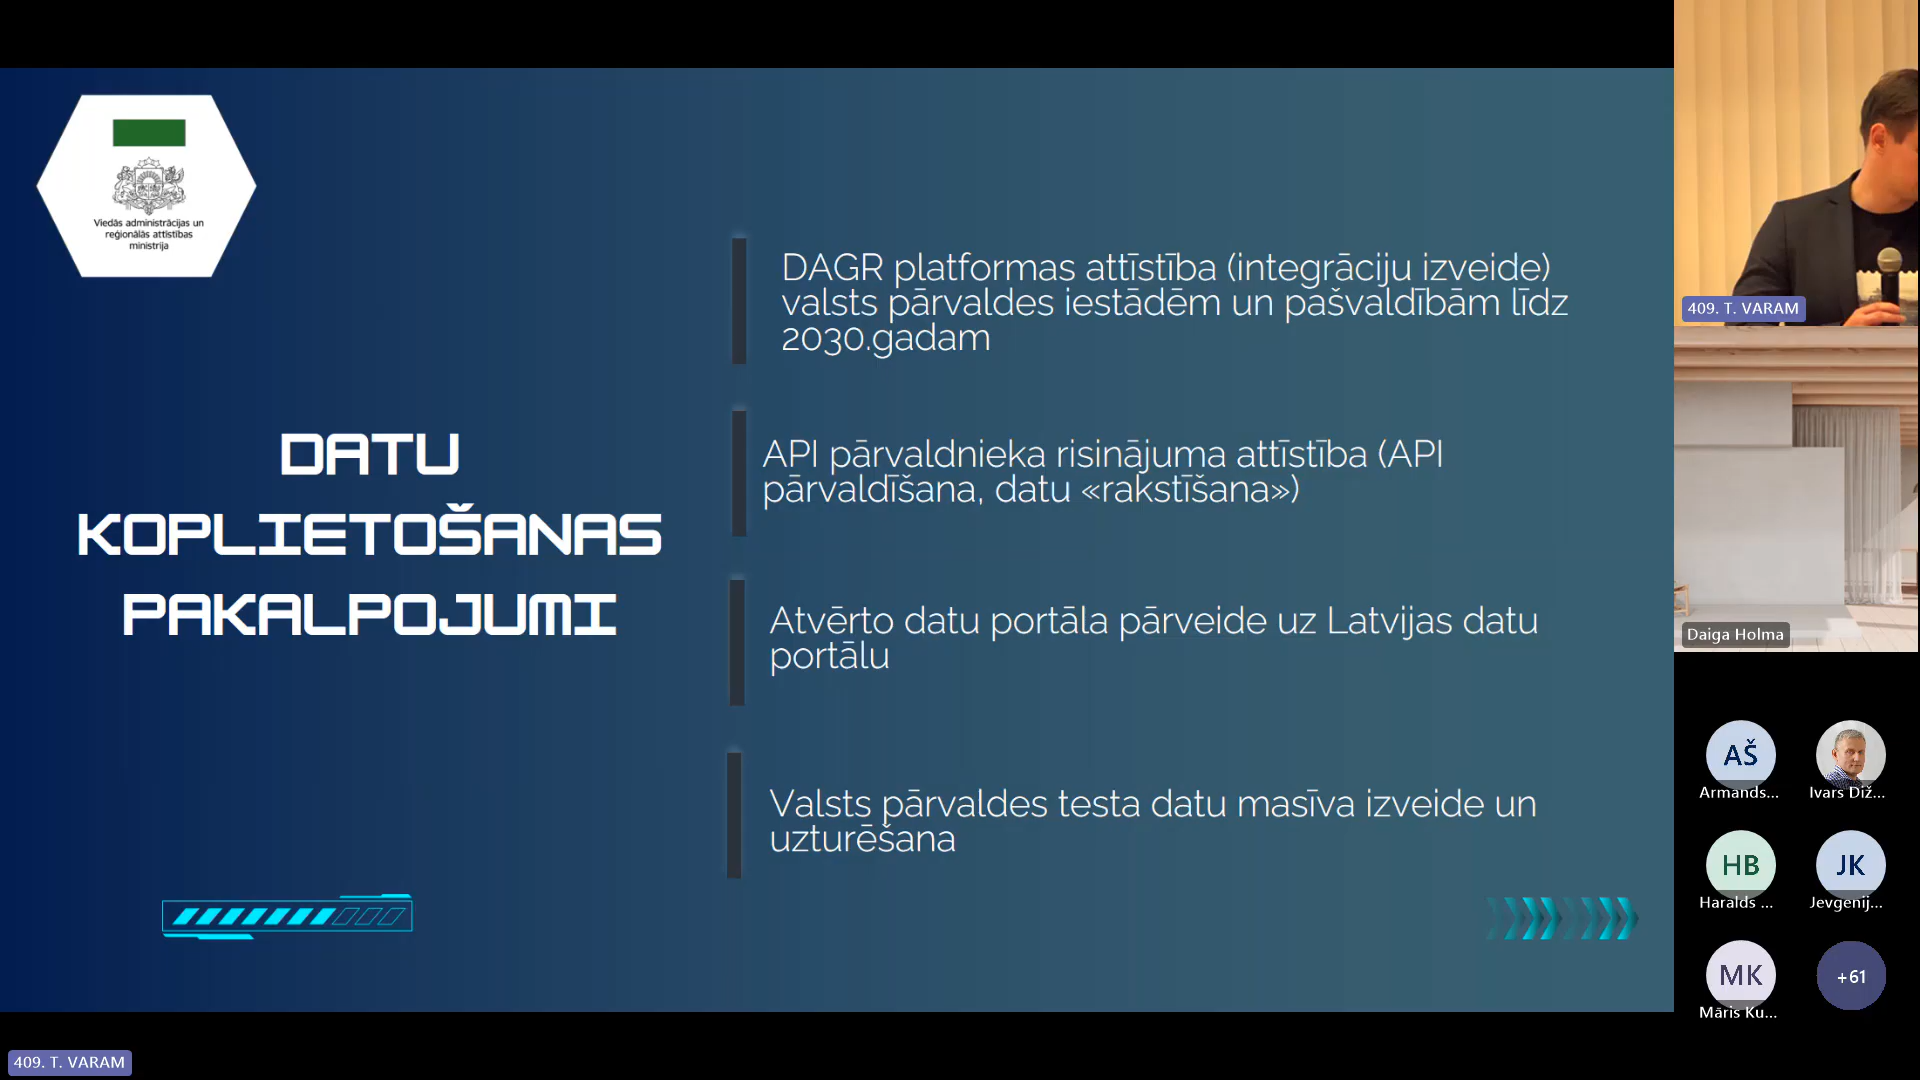 Viedās administrācijas un
reģionālās attīstības
ministrija
DATU
KOPLIETOŠANAS
PAKALPOJUMI
DAGR platformas attīstība (integrāciju izveide)
valsts pārvaldes iestādēm un pašvaldībām līdz
2030.gadam
API pārvaldnieka risinājuma attīstība (API
pārvaldīšana, datu «rakstīšana»)
Atvērto datu portāla pārveide uz Latvijas datu
portālu
Valsts pārvaldes testa datu masīva izveide un
uzturēšana
409. T. VARAM
Daiga Holma
AŠ
Armands...
Ivars Diž...
HB
Haralds ...
JK
Jevgenij...
MK
Māris Ku...
+61
409. T. VARAM